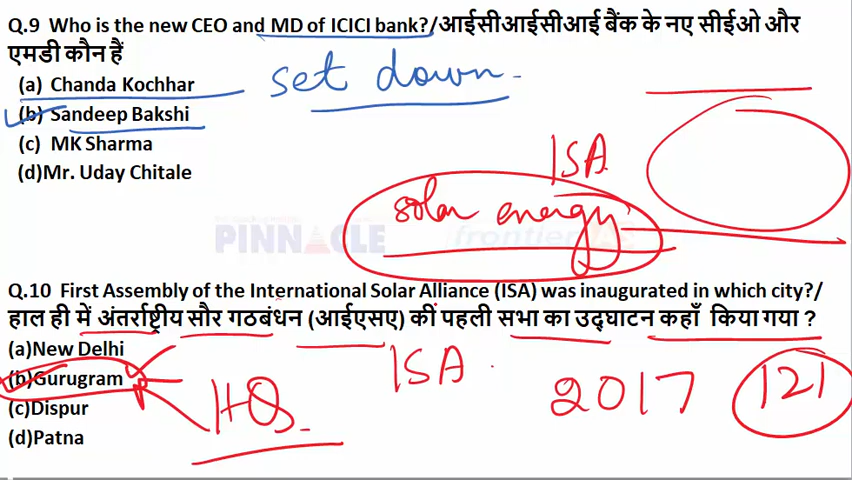 Q.9 Who is the new CEO and MD of ICICI bank?/आईसीआईसीआई बैंक के नए सीईओ और
एमडी कौन हैं
(a) Chanda Kochhar
set down
(b) Sandeep Bakshi
(c) MK Sharma
ISA
(d)Mr. Uday Chitale
solar energy
PINNACLE
frontier
Q.10 First Assembly of the International Solar Alliance (ISA) was inaugurated in which city?/
हाल ही में अंतर्राष्ट्रीय सौर गठबंधन (आईएसए) की पहली सभा का उद्घाटन कहाँ किया गया ?
(a)New Delhi
(b)Gurugram
ISA
2017
121
(c)Dispur
HQs
(d)Patna